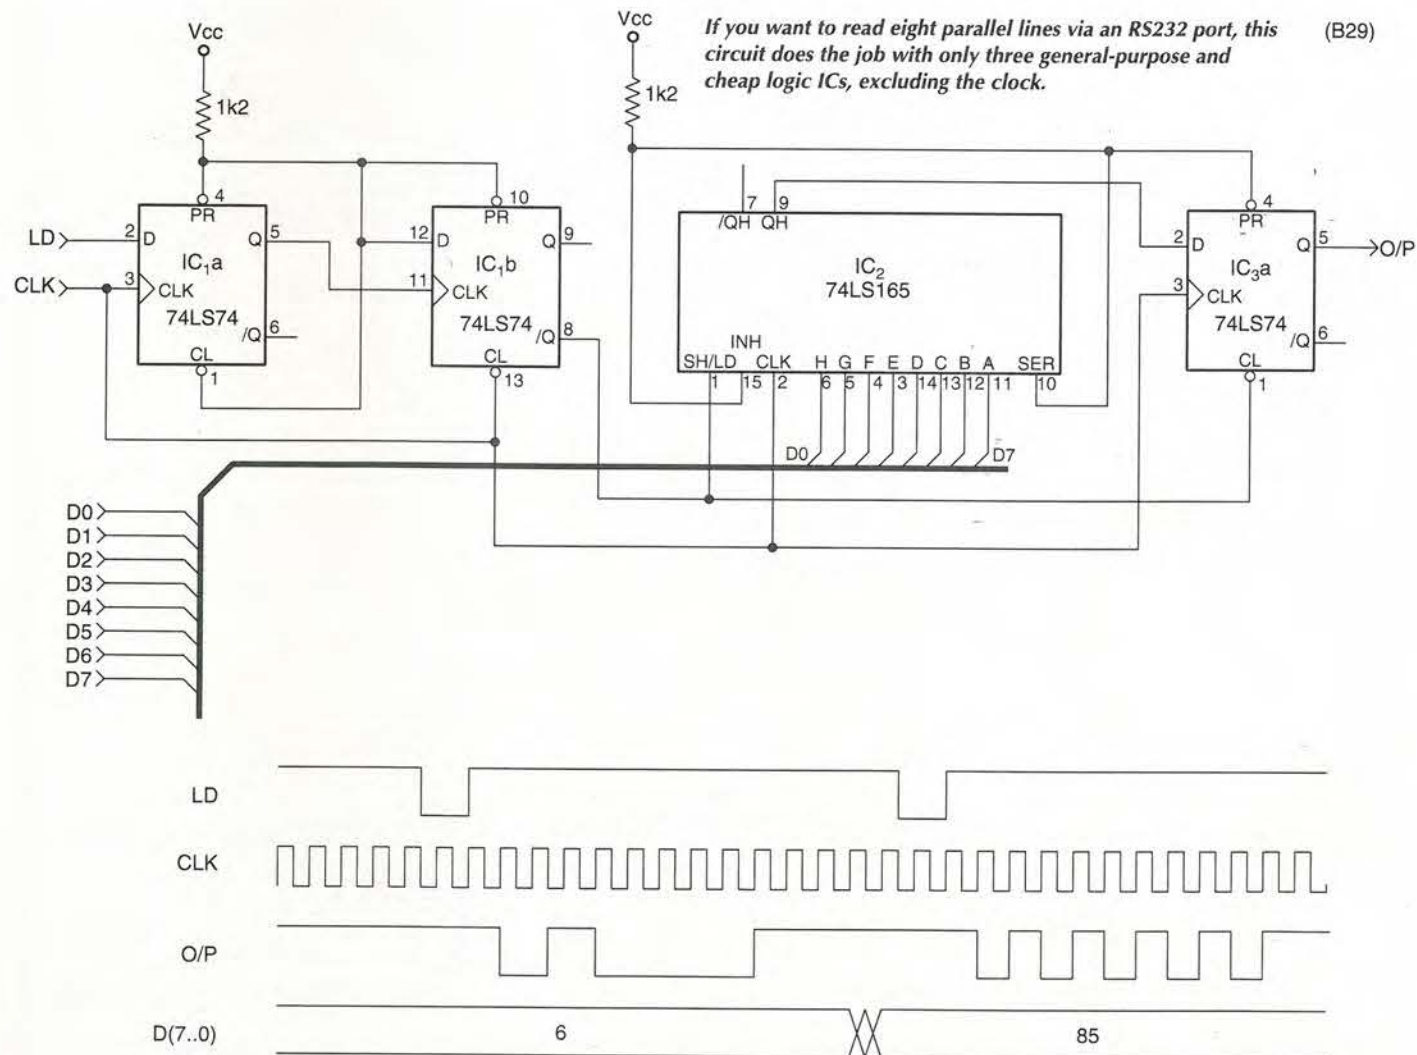 Vcc
1k2
Vcc
1k2
If you want to read eight parallel lines via an RS232 port, this
circuit does the job with only three general-purpose and
cheap logic ICs, excluding the clock.
(B29)
4
PR
LD
2
D
Q
5
IC1a
CLK
3
CLK
74LS74
/Q
6
CL
1
10
PR
12
D
Q
9
IC1b
11
CLK
74LS74
/Q
8
CL
13
7
9
/QH
QH
IC2
74LS165
INH
SH/LD
CLK
H
G
F
E
D
C
B
A
SER
1
15
2
6
5
4
3
14
13
12
11
10
D0
D7
4
PR
2
D
Q
5
O/P
IC3a
3
CLK
74LS74
/Q
6
CL
1
D0
D1
D2
D3
D4
D5
D6
D7
LD
CLK
O/P
D(7..0)
6
85